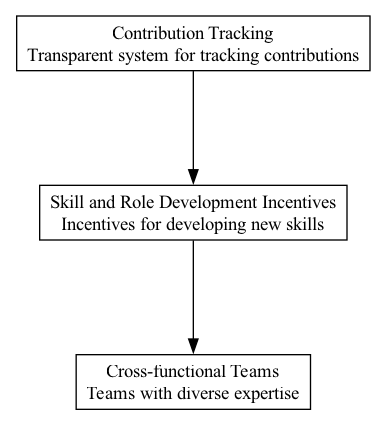 Contribution Tracking
Transparent system for tracking contributions
Skill and Role Development Incentives
Incentives for developing new skills
Cross-functional Teams
Teams with diverse expertise